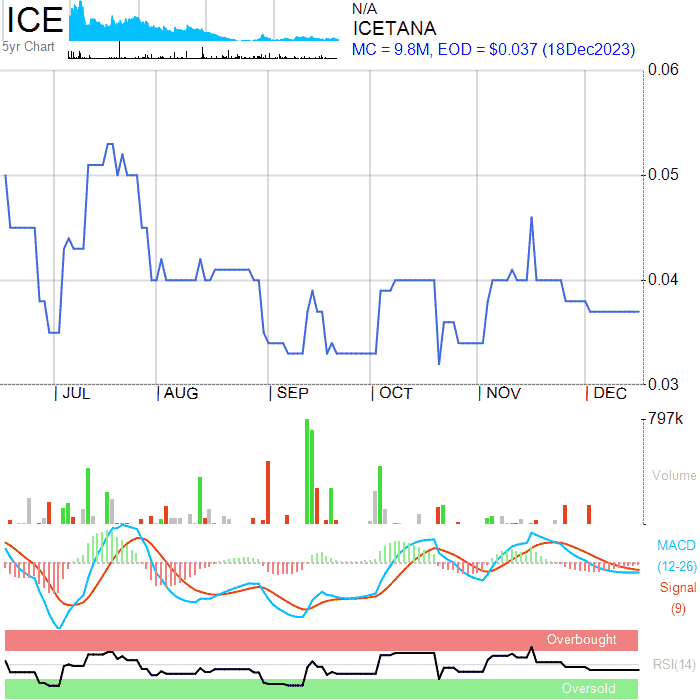 ICE
5yr Chart
N/A
ICETANA
MC = 9.8M, EOD = $0.037 (18Dec2023)
0.06
0.05
0.04
0.03
JUL AUG SEP OCT NOV DEC
797k
Volume
MACD
(12-26)
Signal
(9)
Overbought
RSI(14)
Oversold